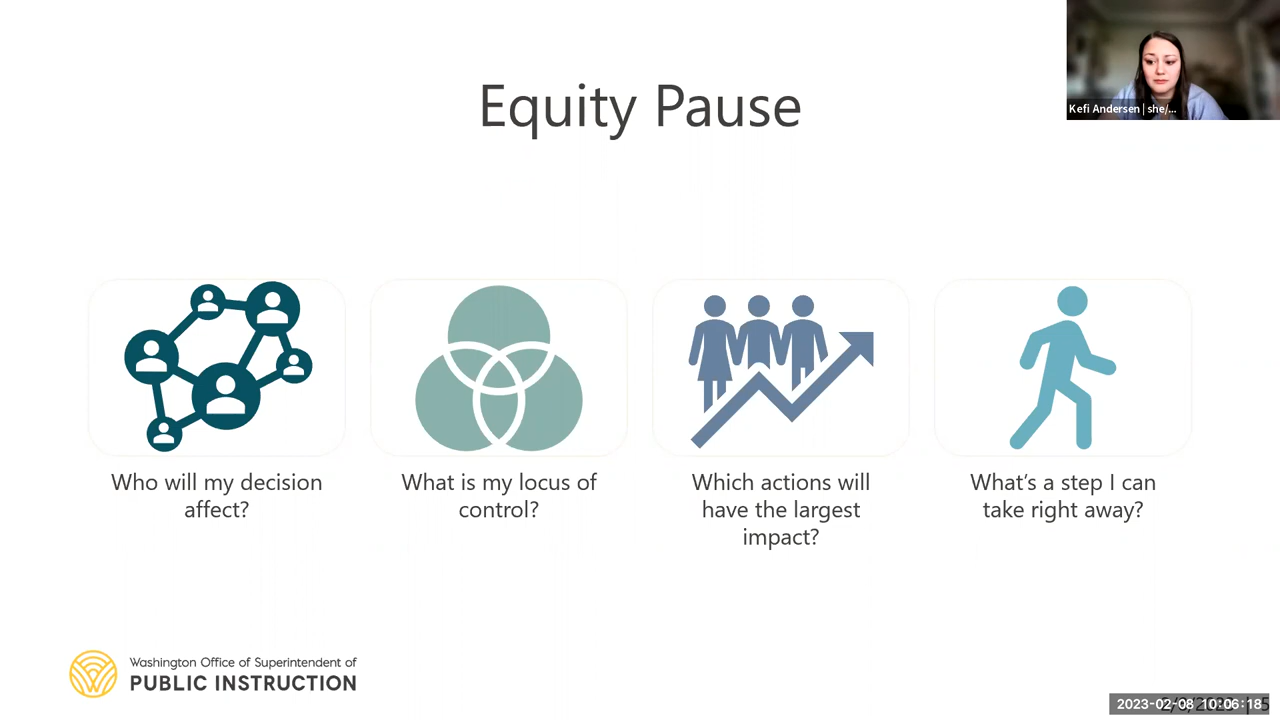 Equity Pause
Kefi Andersen | she/...
Who will my decision
affect?
What is my locus of
control?
Which actions will
have the largest
impact?
What's a step I can
take right away?
Washington Office of Superintendent of
PUBLIC INSTRUCTION
2023-02-08 10:06:18